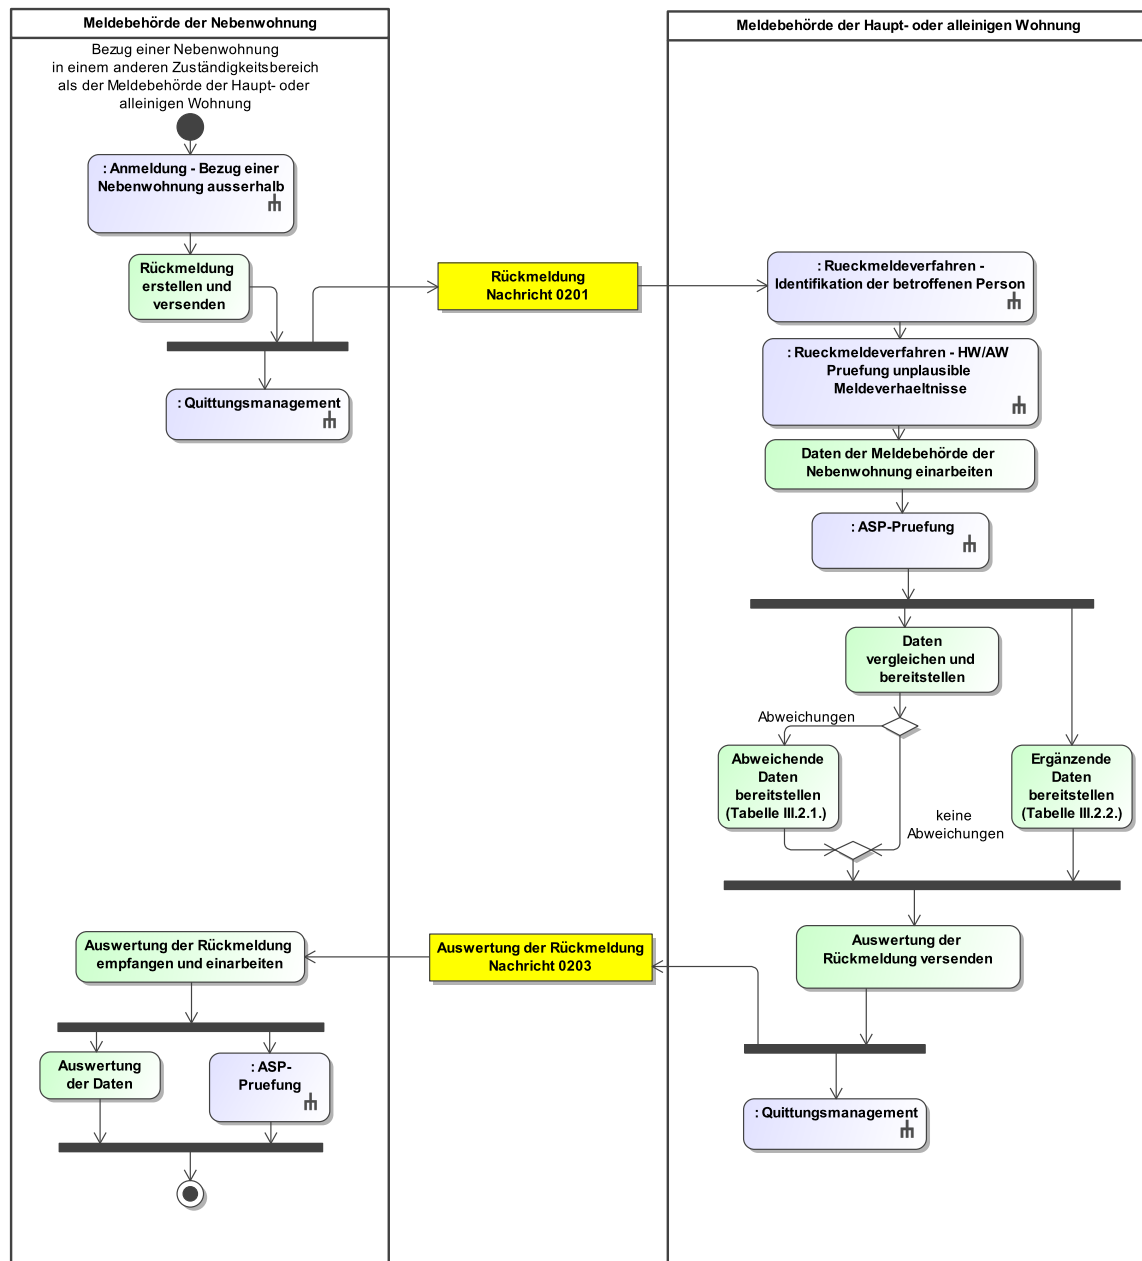 Meldebehörde der Nebenwohnung
Meldebehörde der Haupt- oder alleinigen Wohnung
Bezug einer Nebenwohnung
in einem anderen Zuständigkeitsbereich
als der Meldebehörde der Haupt- oder
alleinigen Wohnung
: Anmeldung - Bezug einer
Nebenwohnung ausserhalb
Rückmeldung
erstellen und
versenden
: Quittungsmanagement
Rückmeldung
Nachricht 0201
: Rueckmeldeverfahren -
Identifikation der betroffenen Person
: Rueckmeldeverfahren - HW/AW
Pruefung unplausible
Meldeverhaeltnisse
Daten der Meldebehörde der
Nebenwohnung einarbeiten
: ASP-Pruefung
Daten
vergleichen und
bereitstellen
Abweichungen
Abweichende
Daten
bereitstellen
(Tabelle III.2.1.)
keine
Abweichungen
Ergänzende
Daten
bereitstellen
(Tabelle III.2.2.)
Auswertung der
Rückmeldung versenden
: Quittungsmanagement
Auswertung der Rückmeldung
Nachricht 0203
Auswertung der Rückmeldung
empfangen und einarbeiten
Auswertung
der Daten
: ASP-
Pruefung